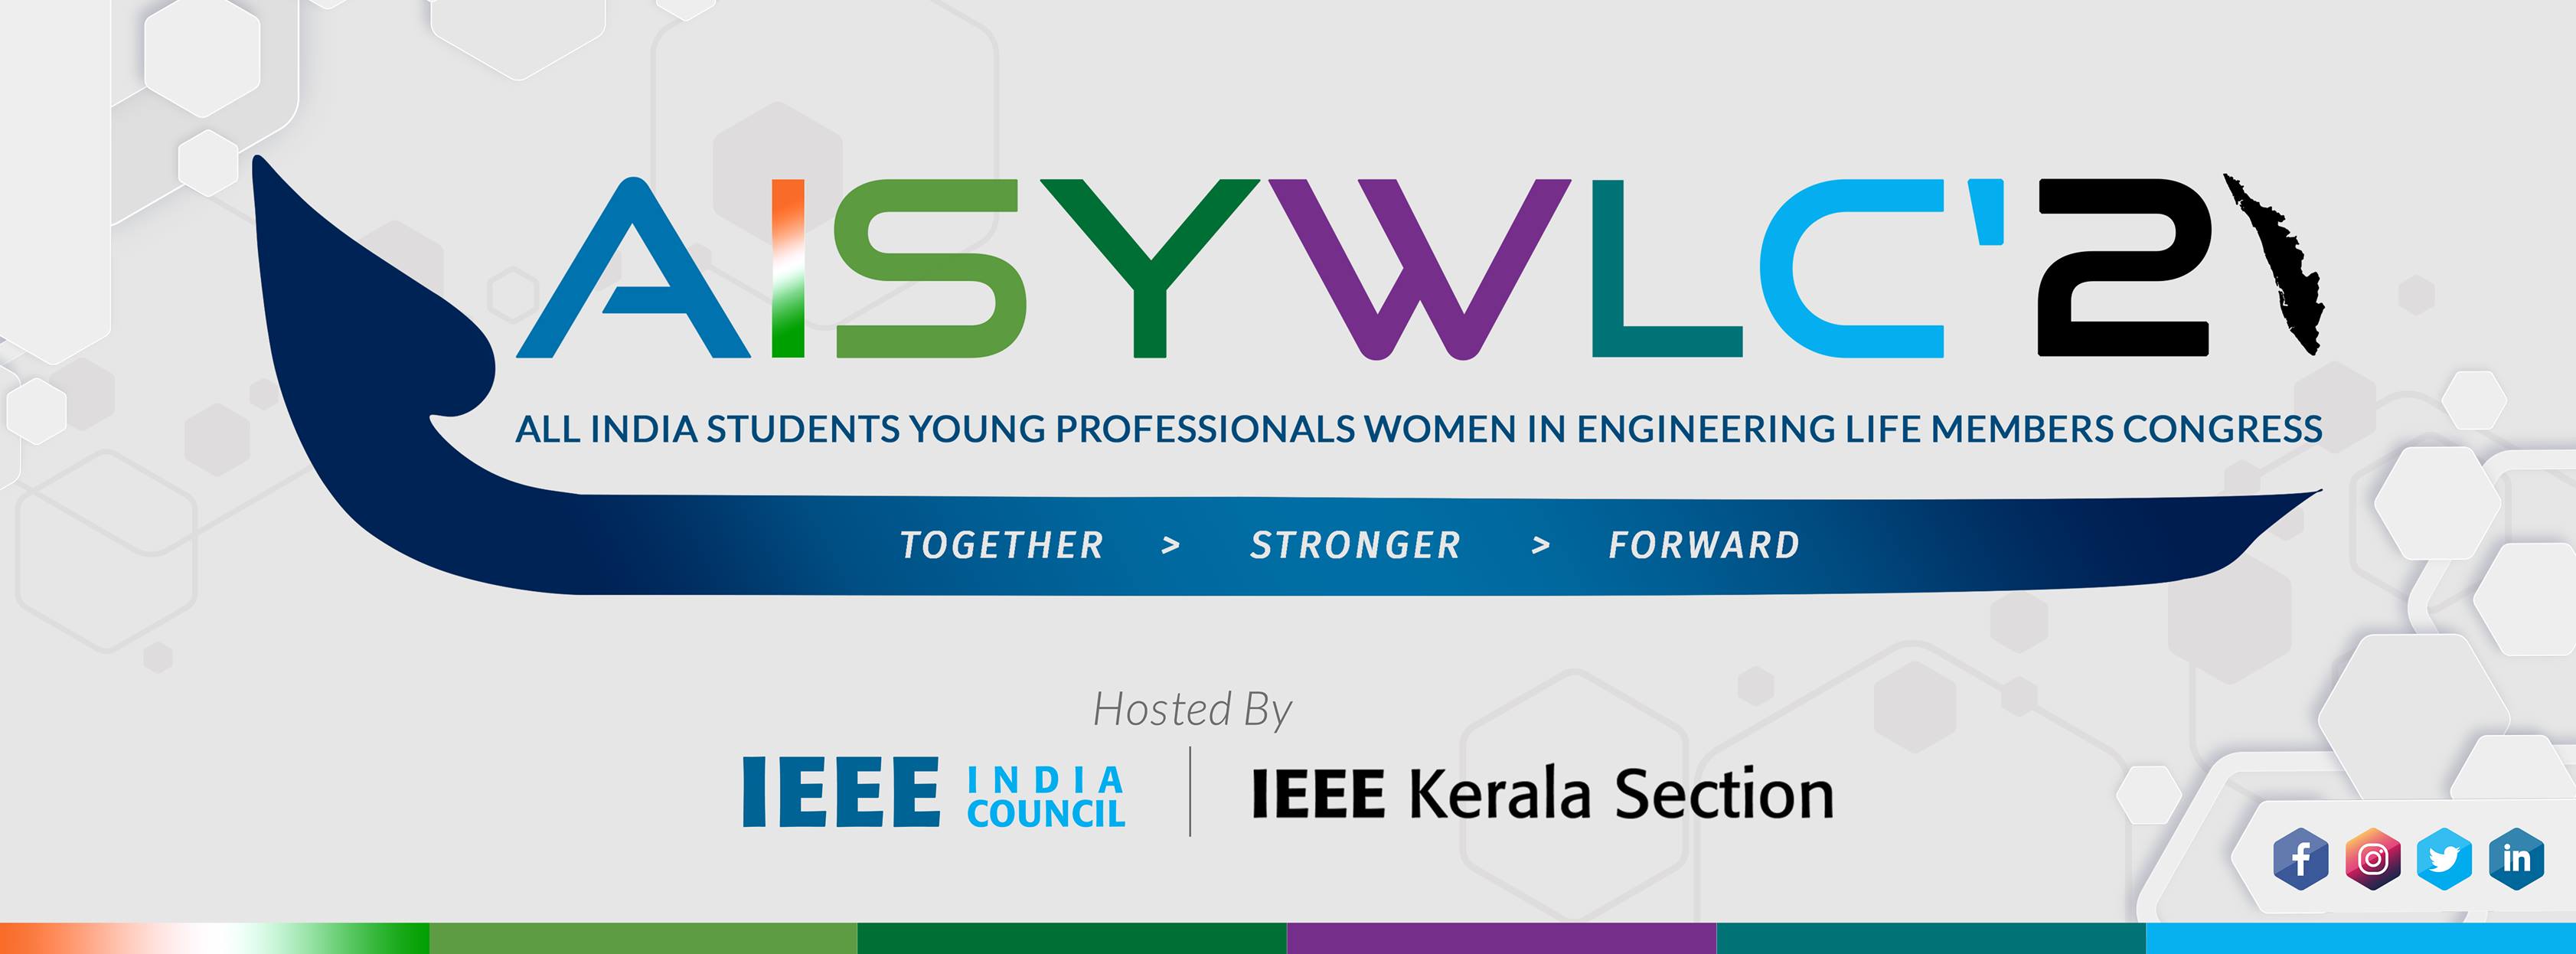 AISYWLC'21
ALL INDIA STUDENTS YOUNG PROFESSIONALS WOMEN IN ENGINEERING LIFE MEMBERS CONGRESS
TOGETHER > STRONGER > FORWARD
Hosted By
IEEE INDIA COUNCIL | IEEE Kerala Section
f in